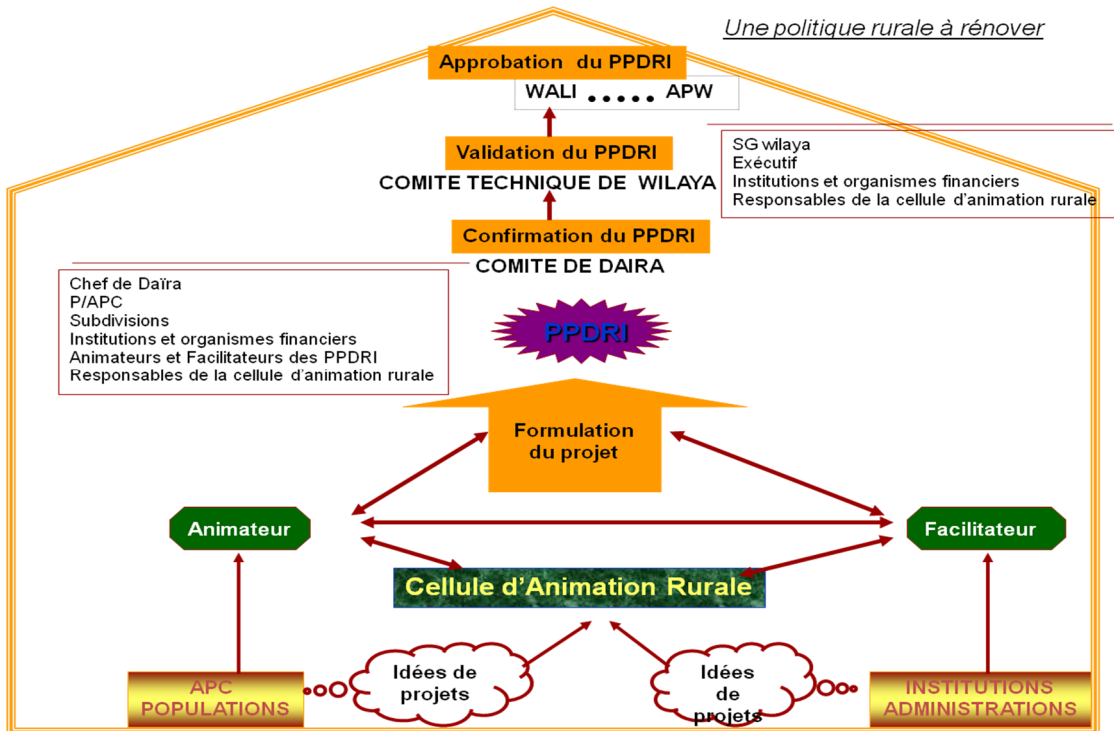 Une politique rurale à rénover
Approbation du PPDRI
WALI ..... APW
Validation du PPDRI
COMITE TECHNIQUE DE WILAYA
SG wilaya
Exécutif
Institutions et organismes financiers
Responsables de la cellule d'animation rurale
Confirmation du PPDRI
COMITE DE DAIRA
Chef de Daïra
P/APC
Subdivisions
Institutions et organismes financiers
Animateurs et Facilitateurs des PPDRI
Responsables de la cellule d'animation rurale
PPDRI
Formulation
du projet
Animateur
Facilitateur
Cellule d'Animation Rurale
Idées de
projets
Idées
de
projets
APC
POPULATIONS
INSTITUTIONS
ADMINISTRATIONS